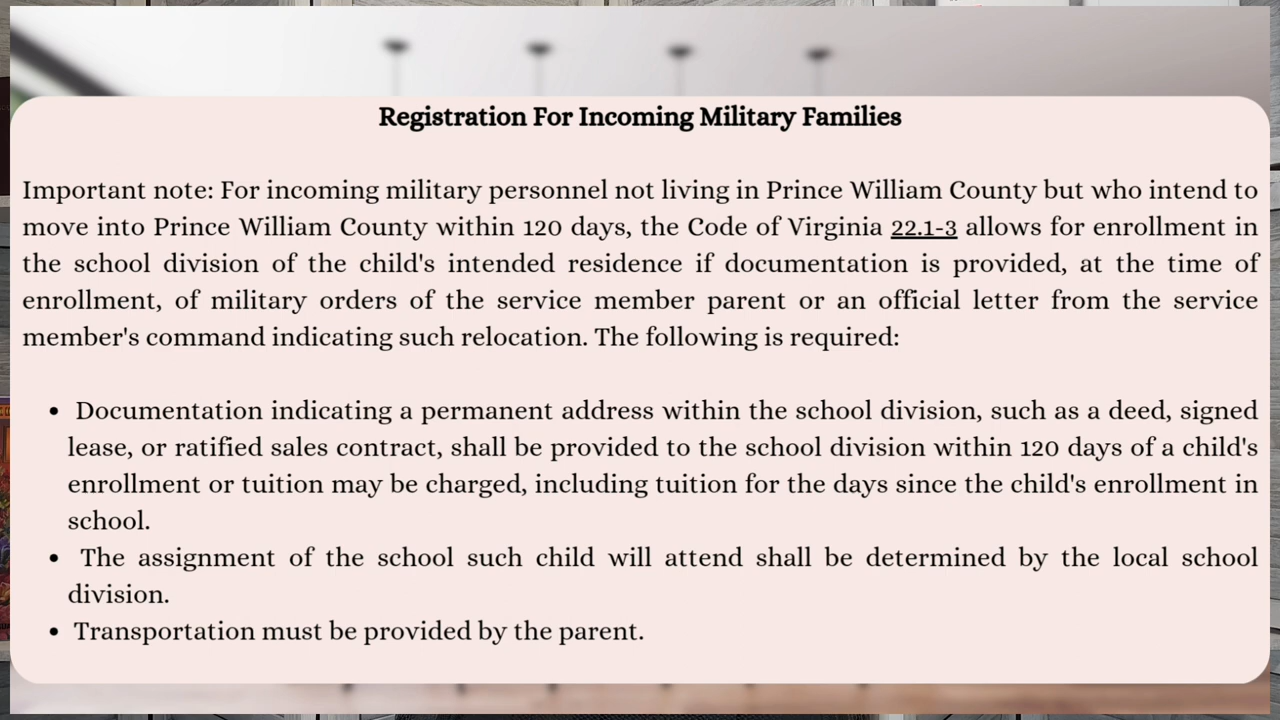 Registration For Incoming Military Families
Important note: For incoming military personnel not living in Prince William County but who intend to
move into Prince William County within 120 days, the Code of Virginia 22.1-3 allows for enrollment in
the school division of the child's intended residence if documentation is provided, at the time of
enrollment, of military orders of the service member parent or an official letter from the service
member's command indicating such relocation. The following is required:
• Documentation indicating a permanent address within the school division, such as a deed, signed
lease, or ratified sales contract, shall be provided to the school division within 120 days of a child's
enrollment or tuition may be charged, including tuition for the days since the child's enrollment in
school.
• The assignment of the school such child will attend shall be determined by the local school
division.
• Transportation must be provided by the parent.